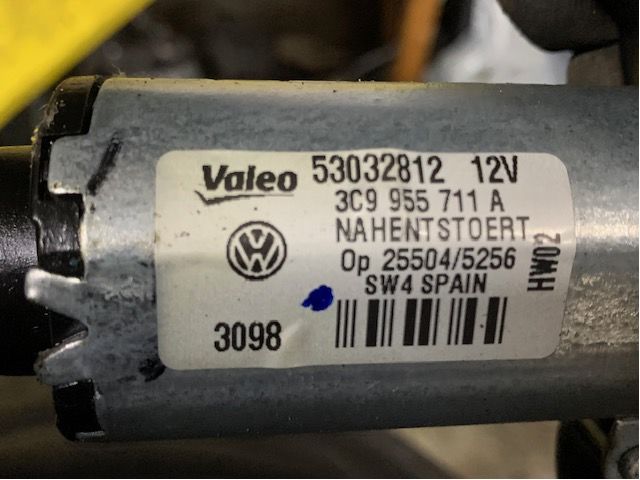 Valeo 53032812 12V
3C9 955 711 A
NAHENTSTOERT
Op 25504/5256
SW4 SPAIN
HW02
3098